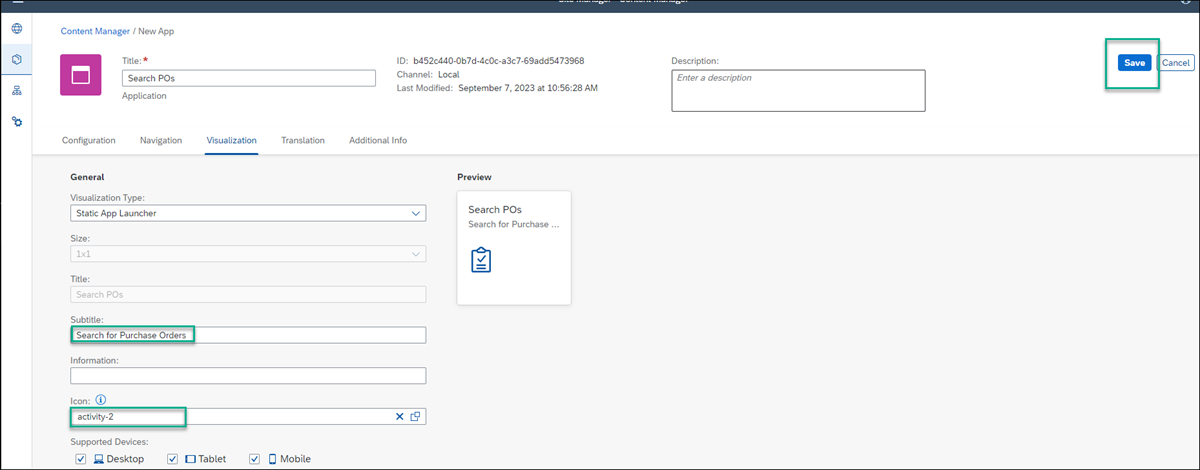 Site Manager - Content Manager
Content Manager / New App
Title:*
Search POs
Application
ID: b452c440-0b7d-4c0c-a3c7-69add5473968
Channel: Local
Last Modified: September 7, 2023 at 10:56:28 AM
Description:
Enter a description
Save
Cancel
Configuration
Navigation
Visualization
Translation
Additional Info
General
Visualization Type:
Static App Launcher
Size:
1x1
Title:
Search POs
Subtitle:
Search for Purchase Orders
Information:
Icon:
activity-2
Supported Devices:
Desktop
Tablet
Mobile
Preview
Search POs
Search for Purchase ...